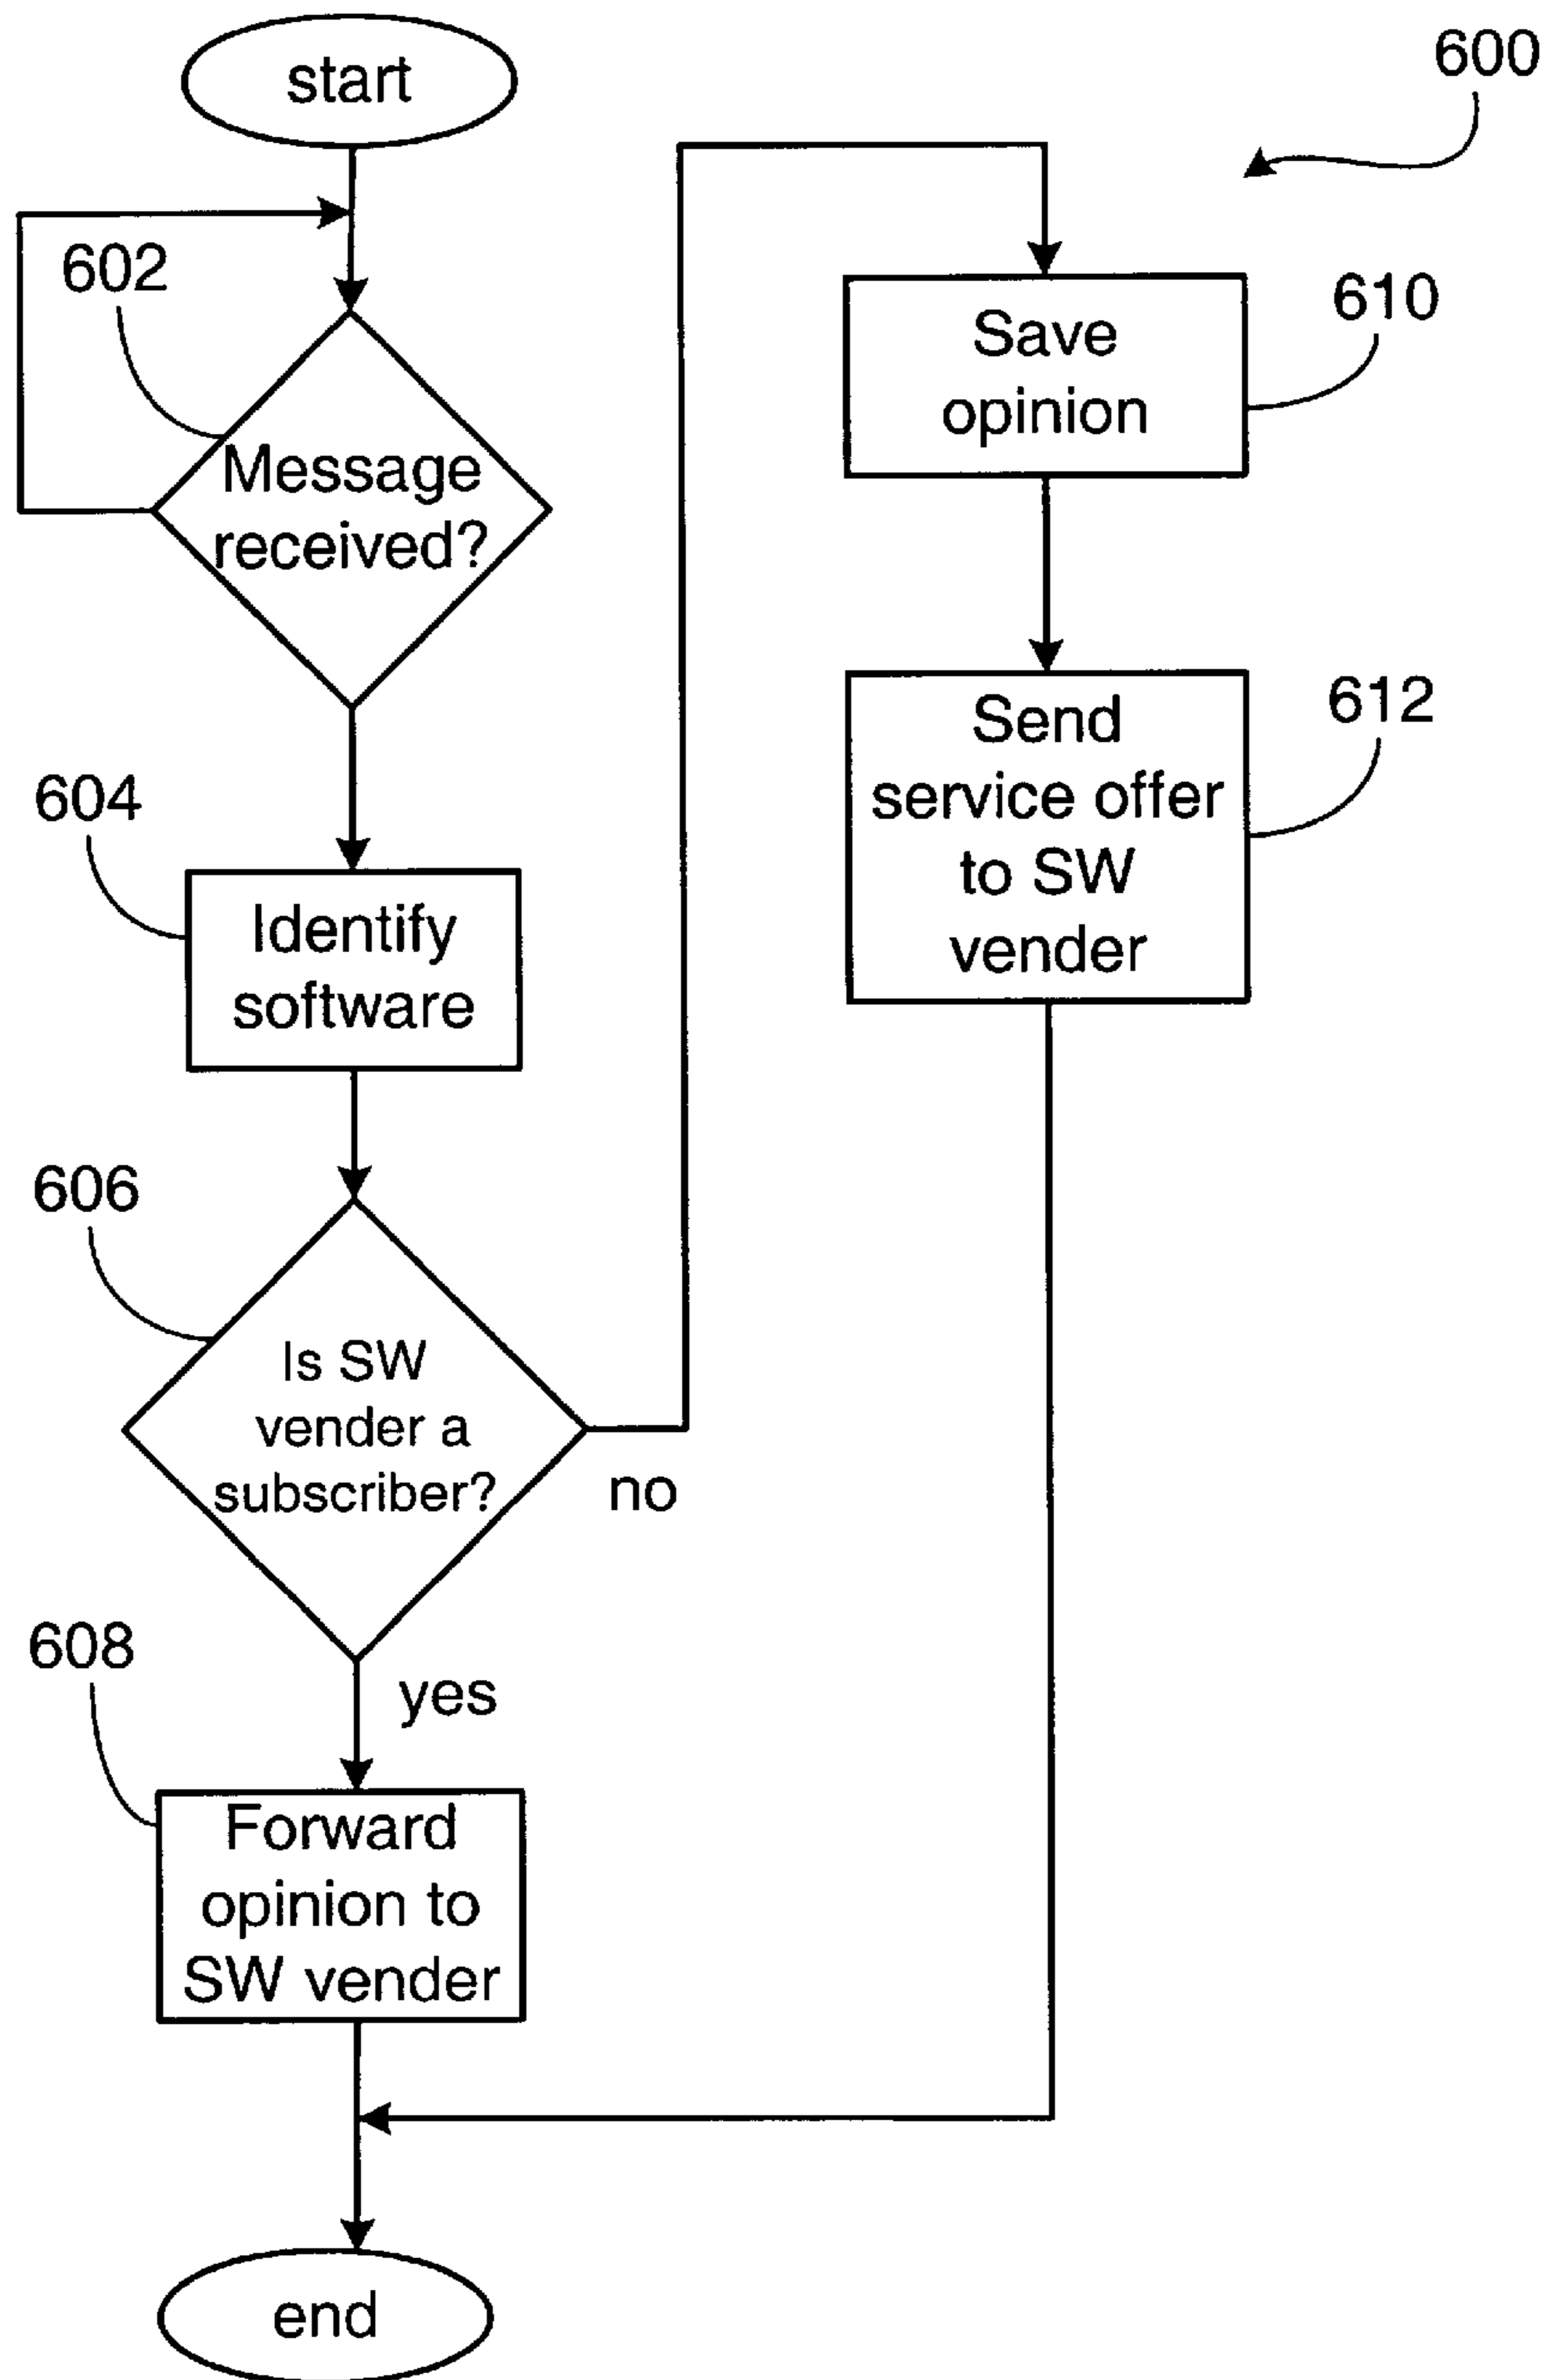 start
600
602
Message
received?
604
Identify
software
606
Is SW
vender a
subscriber?
no
yes
608
Forward
opinion to
SW vender
end
Save
opinion
610
Send
service offer
to SW
vender
612